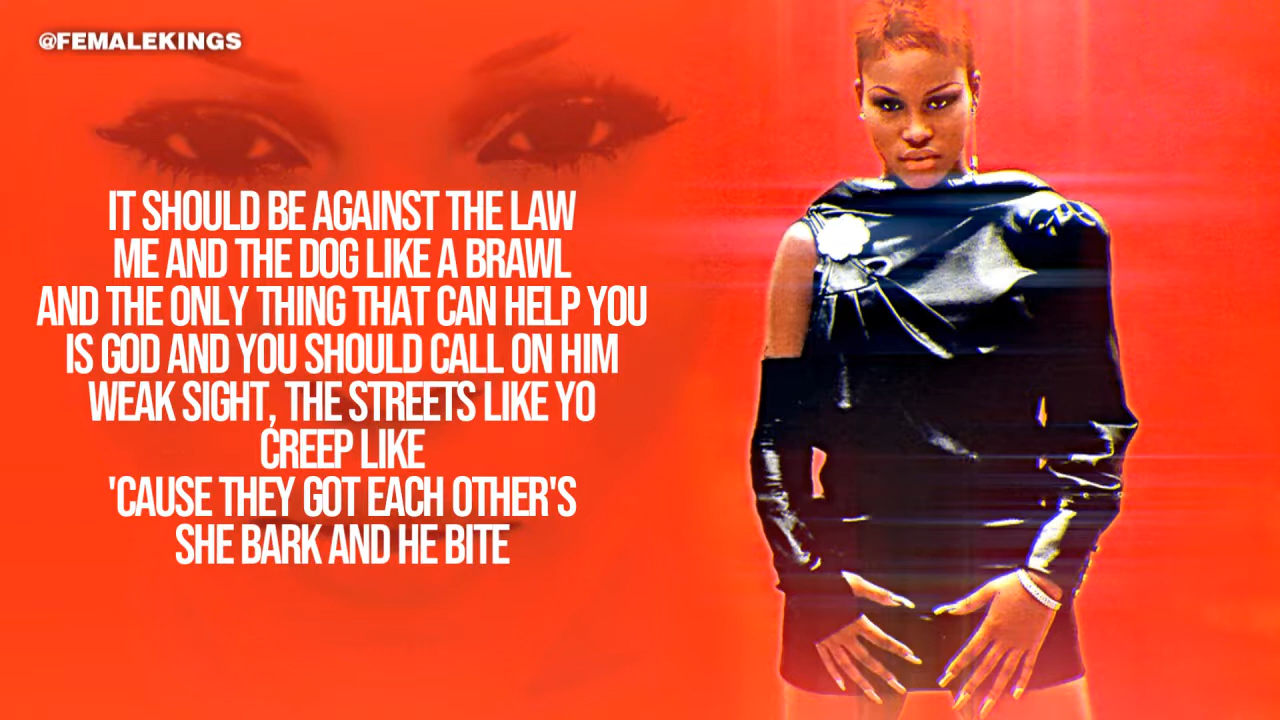 @FEMALEKINGS
IT SHOULD BE AGAINST THE LAW
ME AND THE DOG LIKE A BRAWL
AND THE ONLY THING THAT CAN HELP YOU
IS GOD AND YOU SHOULD CALL ON HIM
WEAK SIGHT, THE STREETS LIKE YO
CREEP LIKE
'CAUSE THEY GOT EACH OTHER'S
SHE BARK AND HE BITE